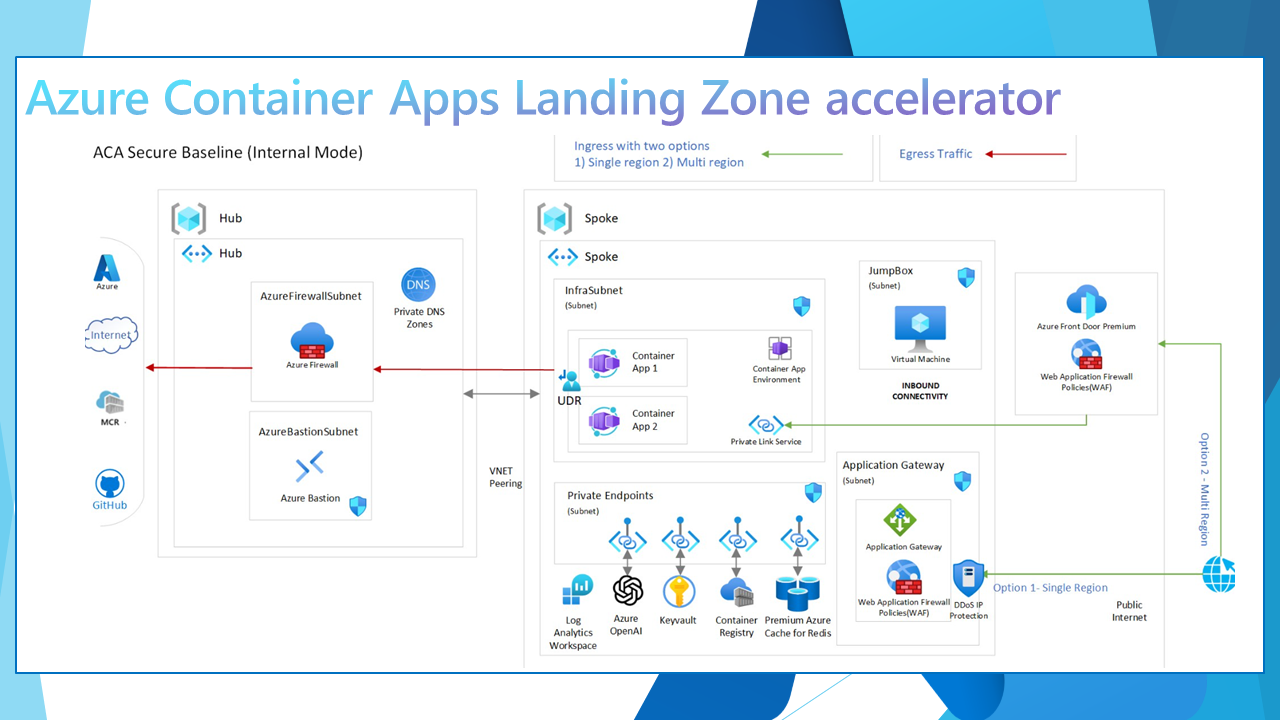 Azure Container Apps Landing Zone accelerator
ACA Secure Baseline (Internal Mode)
Ingress with two options
1) Single region 2) Multi region
Egress Traffic
Hub
Hub
AzureFirewallSubnet
Azure Firewall
DNS
Private DNS
Zones
AzureBastionSubnet
Azure Bastion
Azure
Internet
MCR
GitHub
VNET
Peering
Spoke
Spoke
InfraSubnet
(Subnet)
Container
App 1
Container
App 2
UDR
Container App
Environment
Private Link Service
Private Endpoints
(Subnet)
Log
Analytics
Workspace
Azure
OpenAI
Keyvault
Container
Registry
Premium Azure
Cache for Redis
JumpBox
(Subnet)
Virtual Machine
INBOUND
CONNECTIVITY
Application Gateway
(Subnet)
Application Gateway
Web Application Firewall
Policies(WAF)
DDoS IP
Protection
Azure Front Door Premium
Web Application Firewall
Policies(WAF)
Option 2 - Multi Region
Option 1- Single Region
Public
Internet